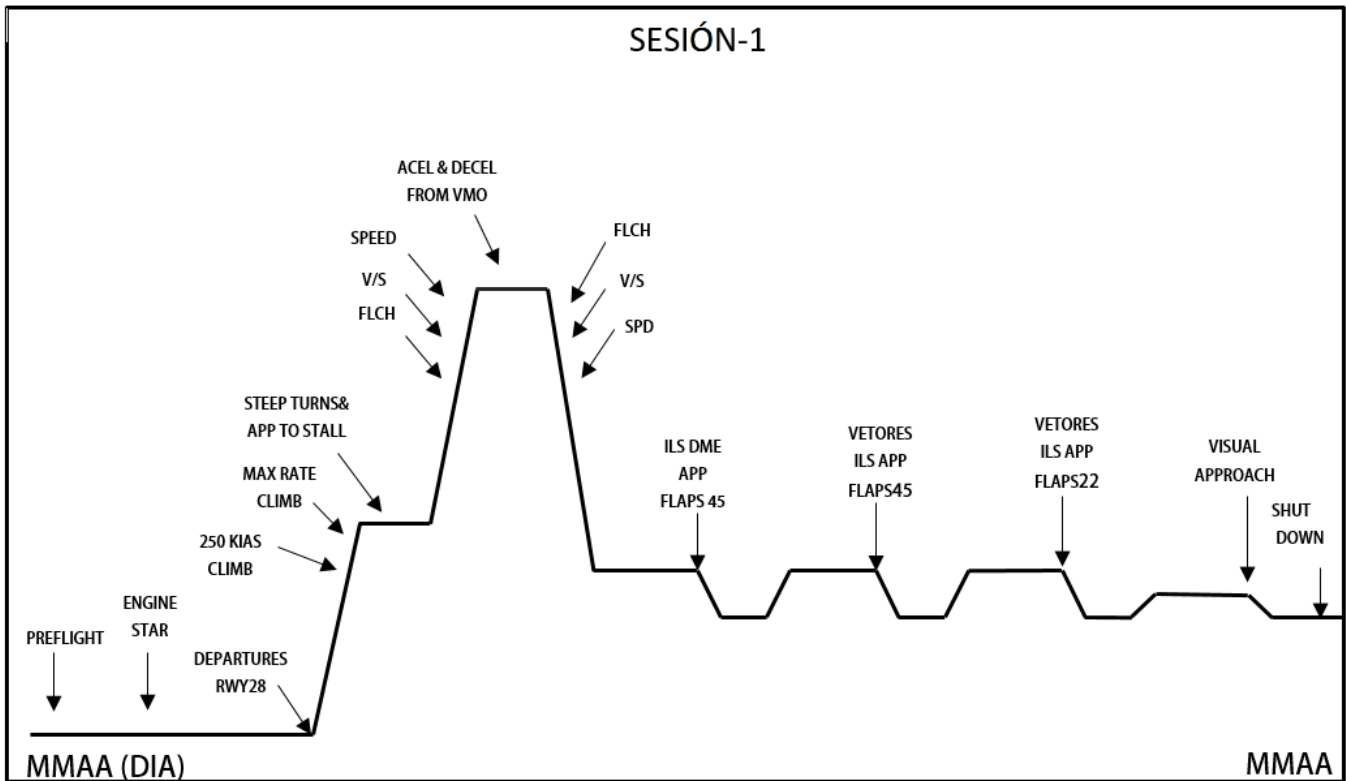 SESIÓN-1
ACEL & DECEL
FROM VMO
SPEED
V/S
FLCH
FLCH
V/S
SPD
STEEP TURNS&
APP TO STALL
MAX RATE
CLIMB
250 KIAS
CLIMB
ENGINE
STAR
PREFLIGHT
DEPARTURES
RWY28
ILS DME
APP
FLAPS 45
VETORES
ILS APP
FLAPS45
VETORES
ILS APP
FLAPS22
VISUAL
APPROACH
SHUT
DOWN
MMAA (DIA)
MMAA